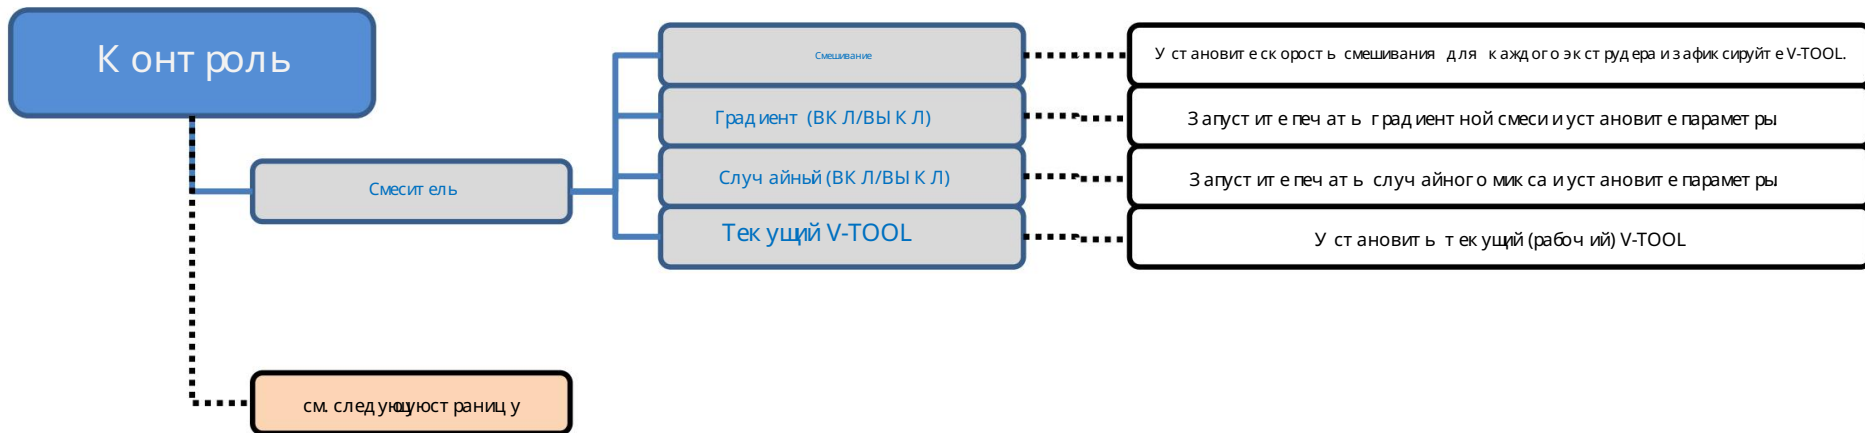 Контроль
Смешивание
Установите скорость смешивания для каждого экструдера и зафиксируйте V-TOOL.
Градиент (ВКЛ/ВЫКЛ)
Запустите печать градиентной смеси и установите параметры
Смеситель
Случайный (ВКЛ/ВЫКЛ)
Запустите печать случайного микса и установите параметры
Текущий V-TOOL
Установить текущий (рабочий) V-TOOL
см. следующую страницу